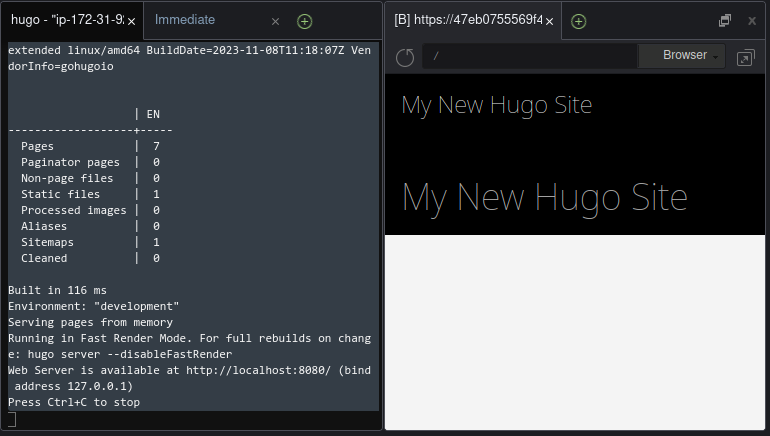 hugo - "ip-172-31-92
Immediate
[B] https://47eb0755569f4
extended linux/amd64 BuildDate=2023-11-08T11:18:07Z Ven
dorInfo=gohugoio
| EN
-------------------+-----
Pages | 7
Paginator pages | 0
Non-page files | 0
Static files | 1
Processed images | 0
Aliases | 0
Sitemaps | 1
Cleaned | 0
Built in 116 ms
Environment: "development"
Serving pages from memory
Running in Fast Render Mode. For full rebuilds on chang
e: hugo server --disableFastRender
Web Server is available at http://localhost:8080/ (bind
address 127.0.0.1)
Press Ctrl+C to stop
/
Browser
My New Hugo Site
My New Hugo Site